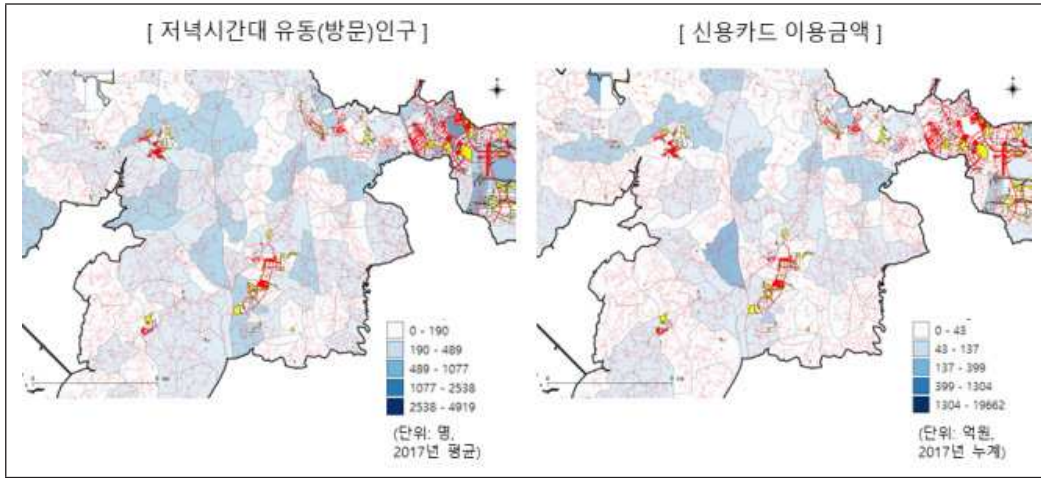 [ 저녁시간대 유동(방문)인구 ]
[ 신용카드 이용금액 ]
0 - 190
190 - 489
489 - 1077
1077 - 2538
2538 - 4919
(단위: 명,
2017년 평균)
0 - 43
43 - 137
137 - 399
399 - 1304
1304 - 19662
(단위: 억원,
2017년 누계)